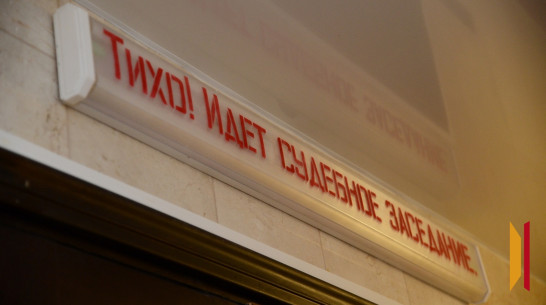 Тихо! Идет судебное заседание.